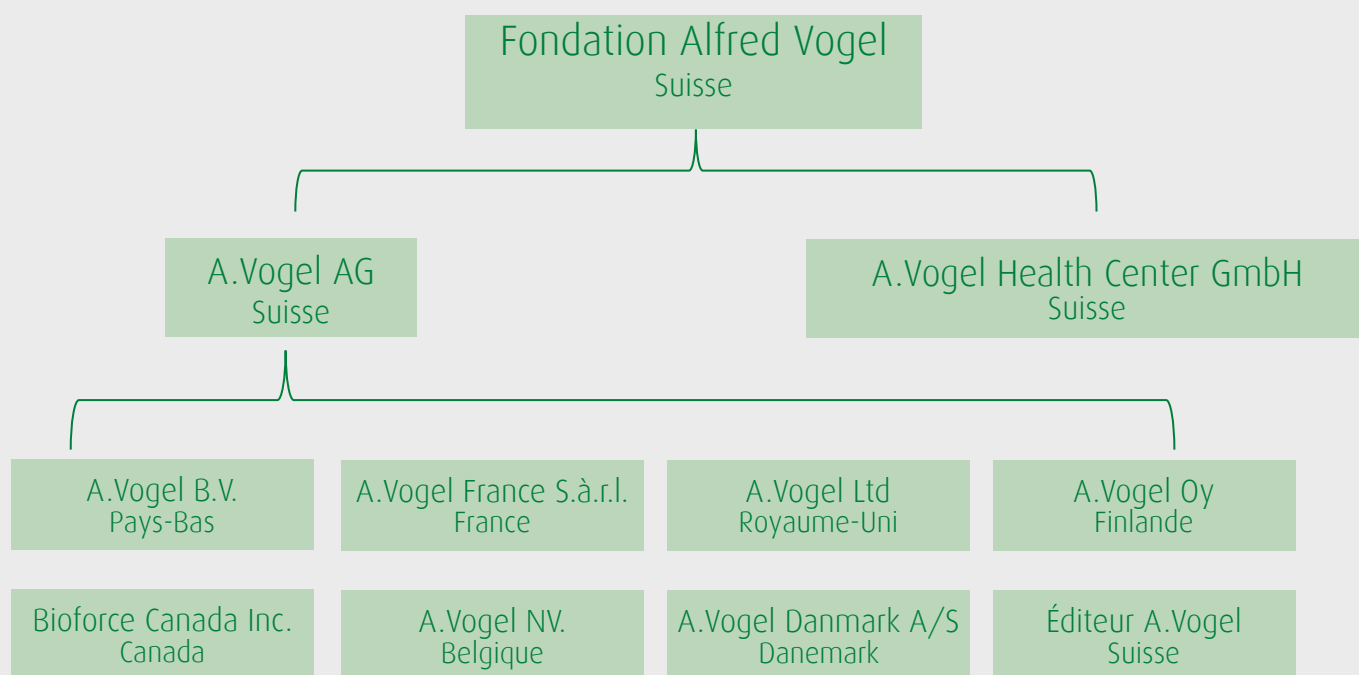 Fondation Alfred Vogel
Suisse
A.Vogel AG
Suisse
A.Vogel Health Center GmbH
Suisse
A.Vogel B.V.
Pays-Bas
A.Vogel France S.à.r.l.
France
A.Vogel Ltd
Royaume-Uni
A.Vogel Oy
Finlande
Bioforce Canada Inc.
Canada
A.Vogel NV.
Belgique
A.Vogel Danmark A/S
Danemark
Éditeur A.Vogel
Suisse